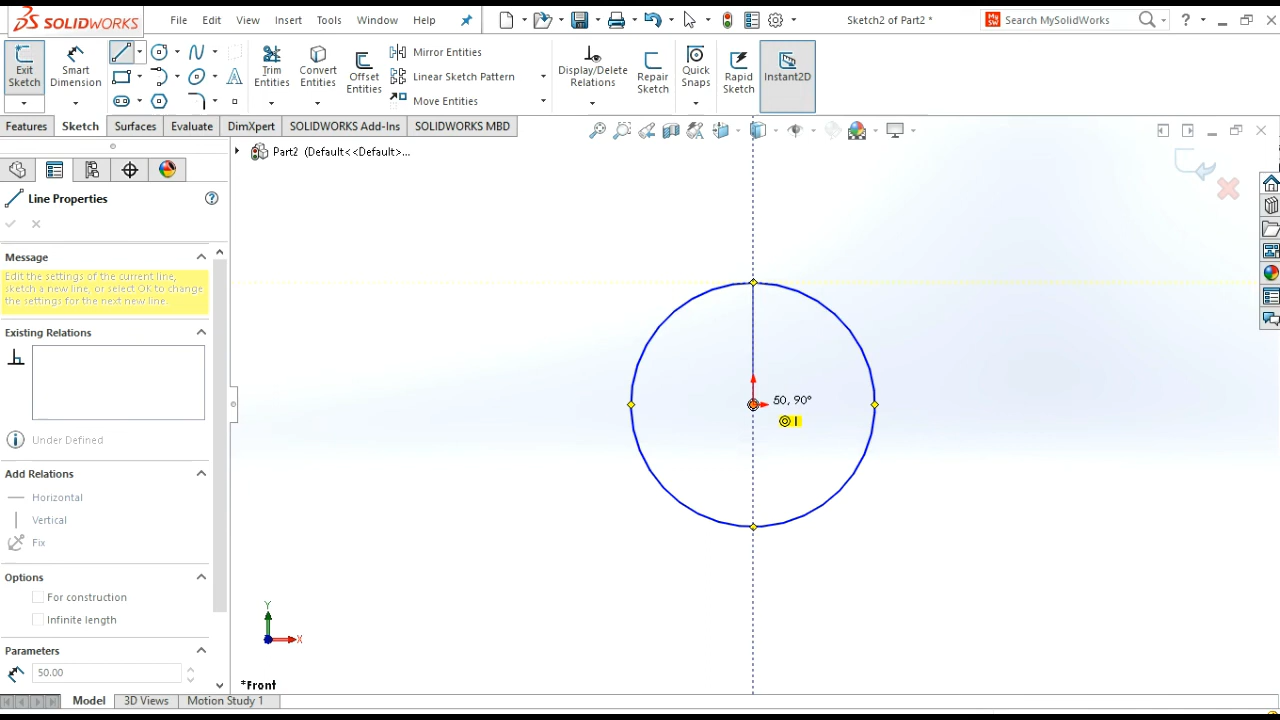 SOLIDWORKS File Edit View Insert Tools Window Help Sketch2 of Part2 * Search MySolidWorks ?
Exit Sketch
Smart Dimension
Trim Entities
Convert Entities
Offset Entities
Mirror Entities
Linear Sketch Pattern
Move Entities
Display/Delete Relations
Repair Sketch
Quick Snaps
Rapid Sketch
Instant2D
Features Sketch Surfaces Evaluate DimXpert SOLIDWORKS Add-Ins SOLIDWORKS MBD
Part2 (Default<<Default>...
Line Properties
Message
Edit the settings of the current line,
sketch a new line, or select OK to change
the settings for the next new line.
Existing Relations
Under Defined
Add Relations
Horizontal
Vertical
Fix
Options
For construction
Infinite length
Parameters
50.00
50, 90°
Y
X
*Front
Model 3D Views Motion Study 1